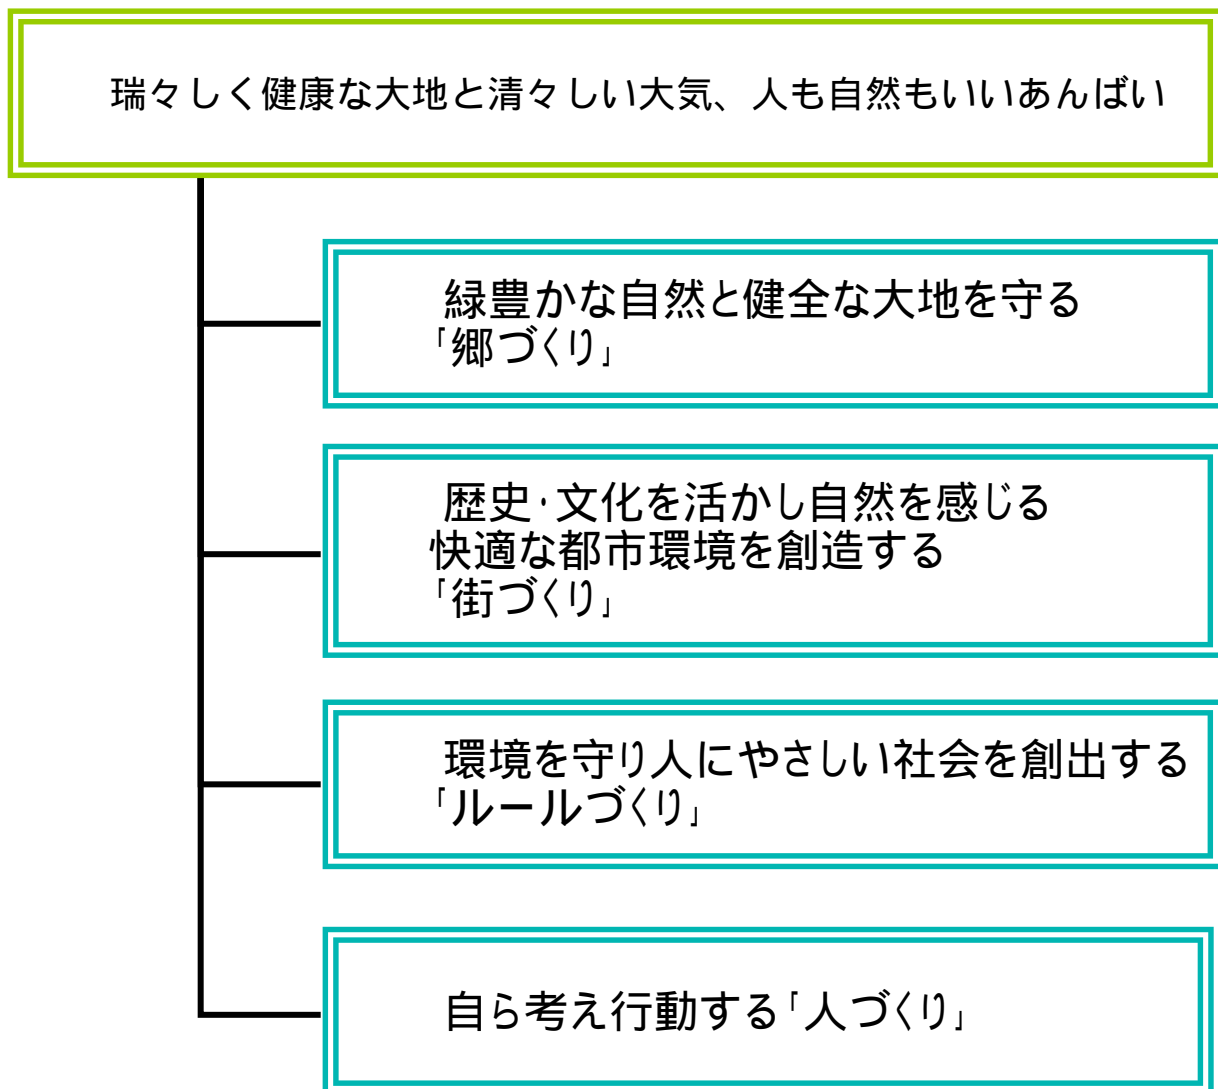 瑞々しく健康な大地と清々しい大気、人も自然もいいあんばい
緑豊かな自然と健全な大地を守る
「郷づくり」
歴史・文化を活かし自然を感じる
快適な都市環境を創造する
「街づくり」
環境を守り人にやさしい社会を創出する
「ルールづくり」
自ら考え行動する「人づくり」